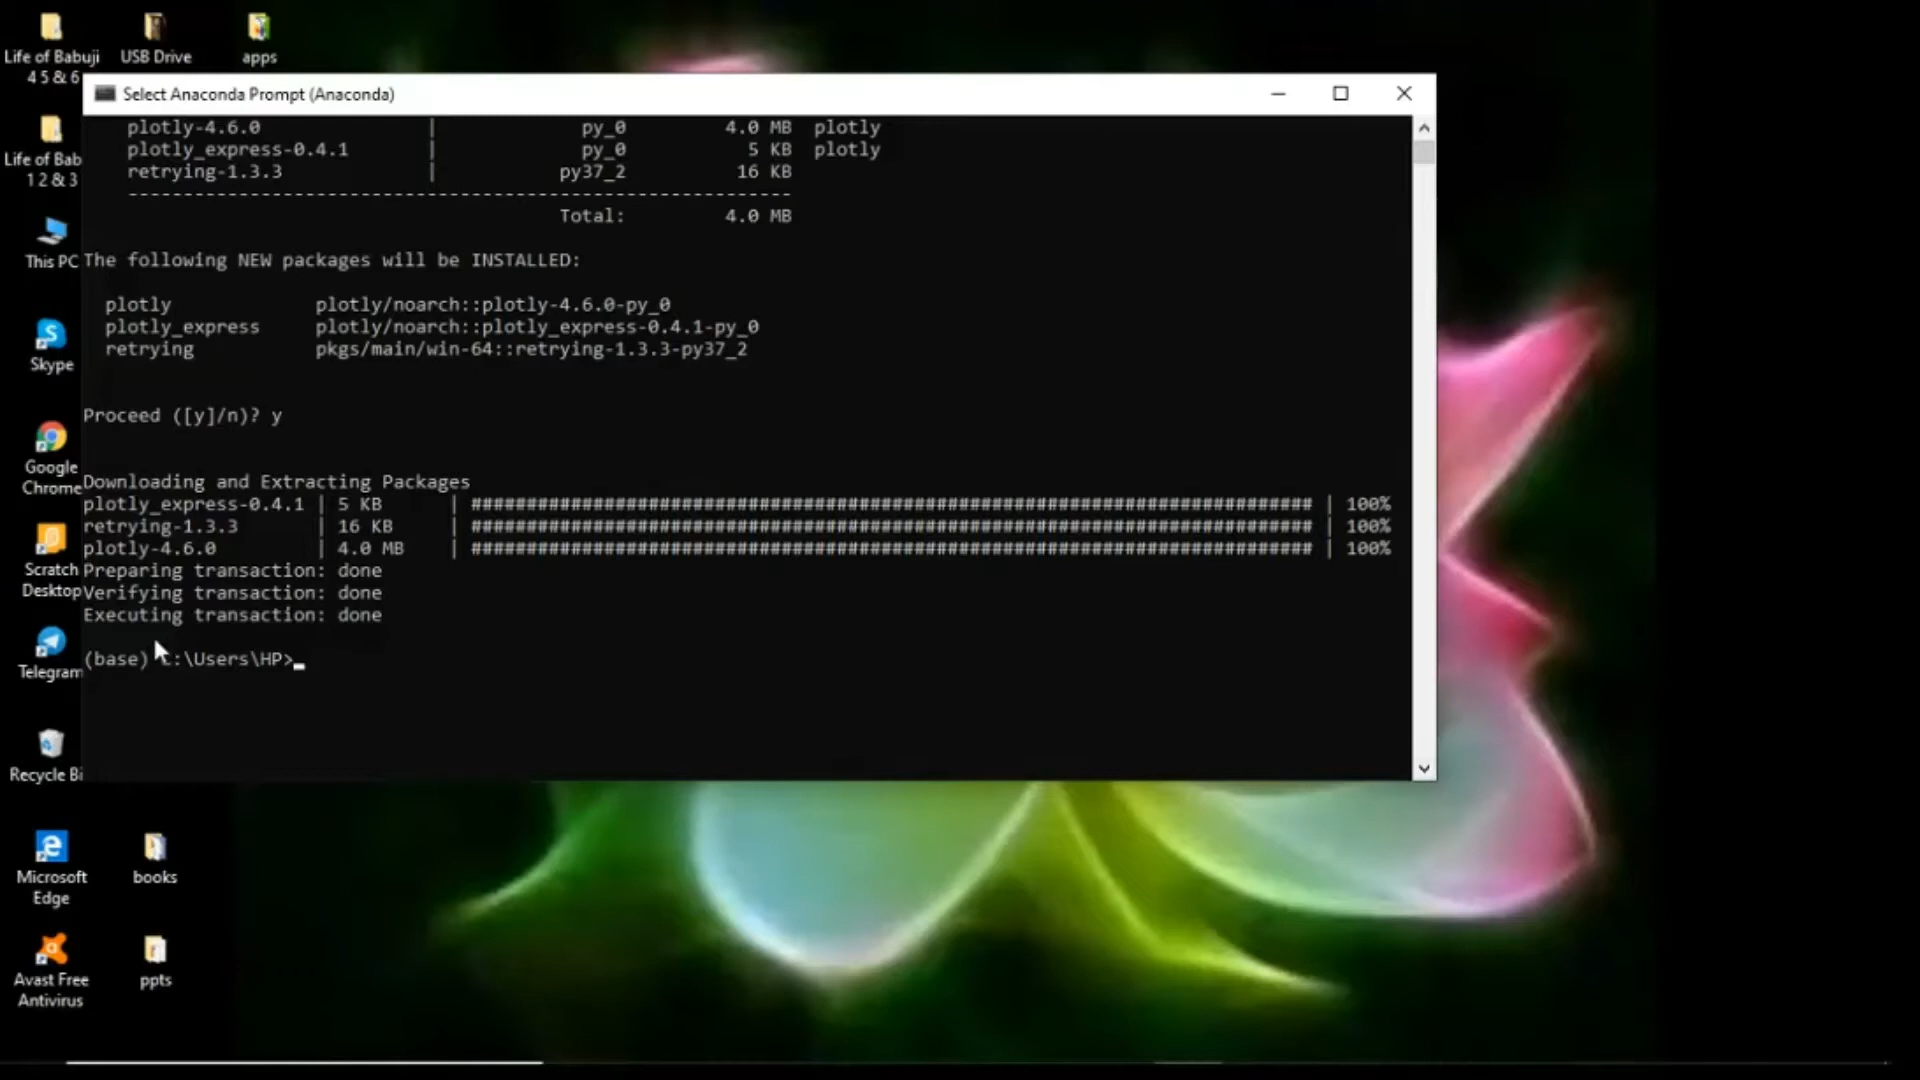 Life of Babuji
4 5 & 6
USB Drive
apps
Select Anaconda Prompt (Anaconda)
plotly-4.6.0 | py_0 4.0 MB plotly
plotly_express-0.4.1 | py_0 5 KB plotly
retrying-1.3.3 | py37_2 16 KB
------------------------------------------------------------
Total: 4.0 MB
The following NEW packages will be INSTALLED:
plotly plotly/noarch::plotly-4.6.0-py_0
plotly_express plotly/noarch::plotly_express-0.4.1-py_0
retrying pkgs/main/win-64::retrying-1.3.3-py37_2
Proceed ([y]/n)? y
Downloading and Extracting Packages
plotly_express-0.4.1 | 5 KB | ############################################################################ | 100%
retrying-1.3.3 | 16 KB | ############################################################################ | 100%
plotly-4.6.0 | 4.0 MB | ############################################################################ | 100%
Preparing transaction: done
Verifying transaction: done
Executing transaction: done
(base) C:\Users\HP>
Life of Bab
1 2 & 3
This PC
Skype
Google
Chrome
Scratch
Desktop
Telegram
Recycle Bi
Microsoft
Edge
books
Avast Free
Antivirus
ppts